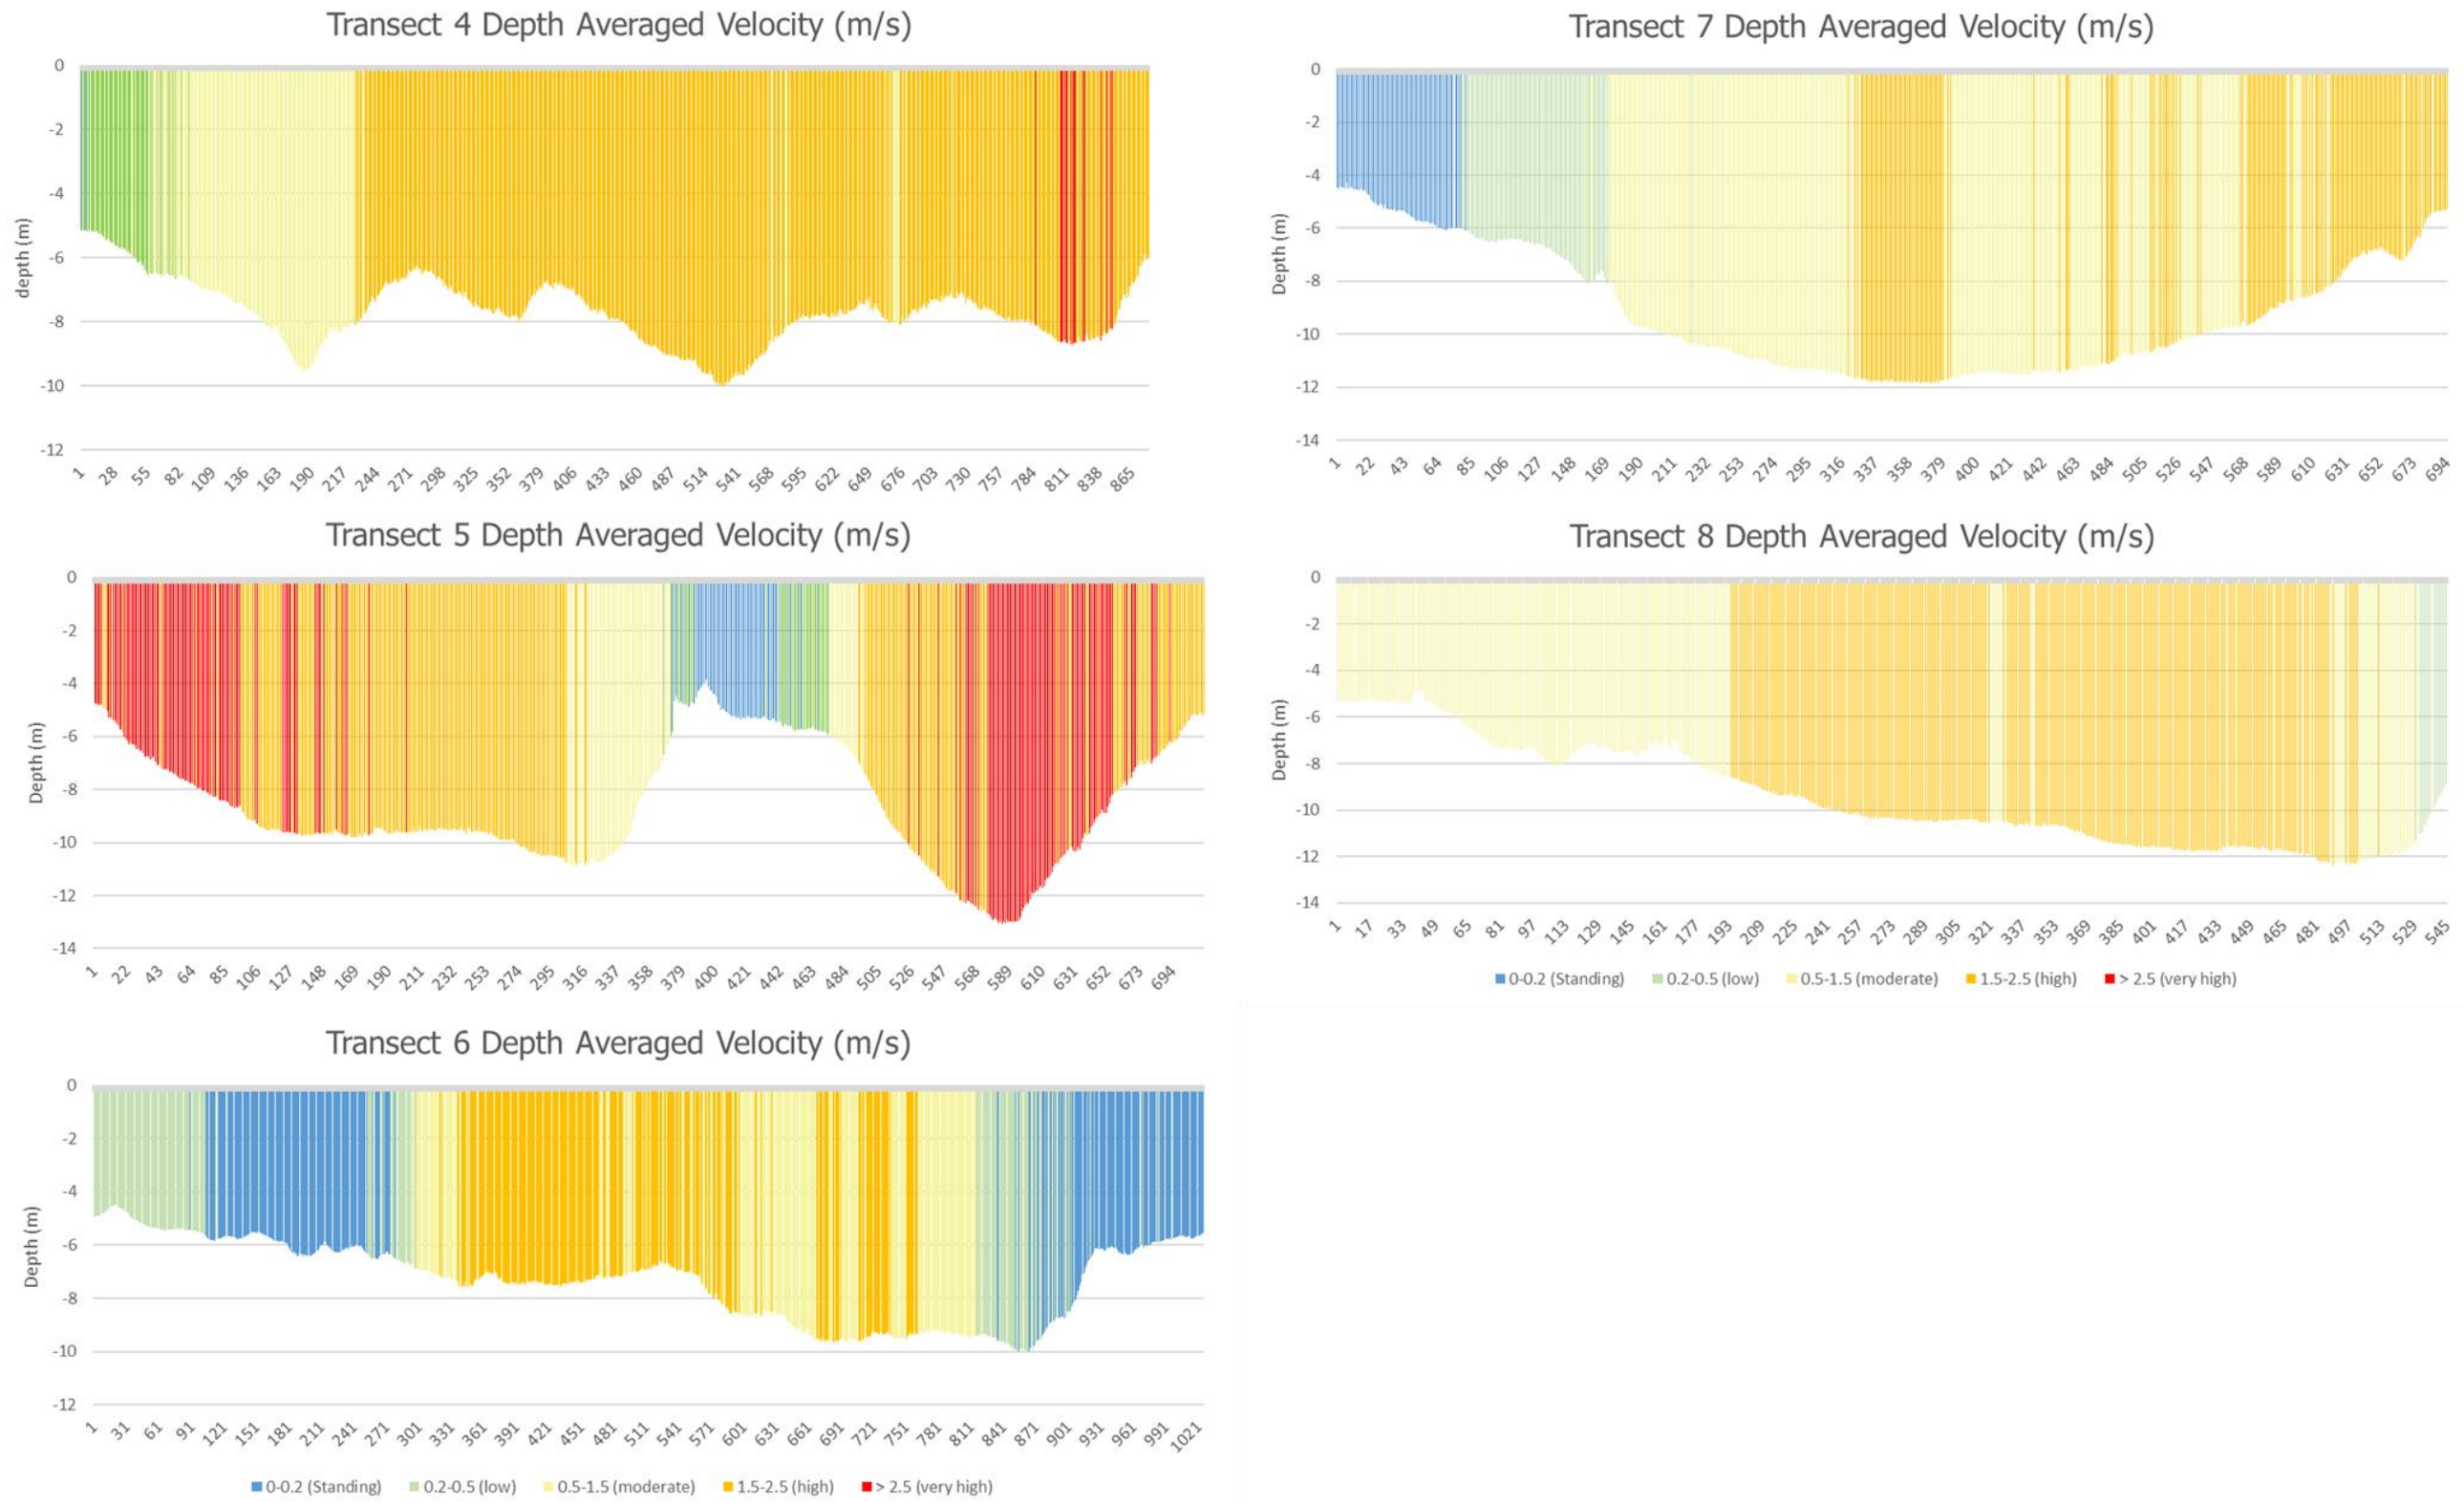 Transect 4 Depth Averaged Velocity (m/s)
depth (m)
0
-2
-4
-6
-8
-10
-12
1 28 55 82 109 136 163 190 217 244 271 298 325 352 379 406 433 460 487 514 541 568 595 622 649 676 703 730 757 784 811 838 865
Transect 7 Depth Averaged Velocity (m/s)
Depth (m)
0
-2
-4
-6
-8
-10
-12
-14
1 22 43 64 85 106 127 148 169 190 211 232 253 274 295 316 337 358 379 400 421 442 463 484 505 526 547 568 589 610 631 652 673 694
Transect 5 Depth Averaged Velocity (m/s)
Depth (m)
0
-2
-4
-6
-8
-10
-12
-14
1 22 43 64 85 106 127 148 169 190 211 232 253 274 295 316 337 358 379 400 421 442 463 484 505 526 547 568 589 610 631 652 673 694
Transect 8 Depth Averaged Velocity (m/s)
Depth (m)
0
-2
-4
-6
-8
-10
-12
-14
1 17 33 49 65 81 97 113 129 145 161 177 193 209 225 241 257 273 289 305 321 337 353 369 385 401 417 433 449 465 481 497 513 529 545
0-0.2 (Standing) 0.2-0.5 (low) 0.5-1.5 (moderate) 1.5-2.5 (high) > 2.5 (very high)
Transect 6 Depth Averaged Velocity (m/s)
Depth (m)
0
-2
-4
-6
-8
-10
-12
1 31 61 91 121 151 181 211 241 271 301 331 361 391 421 451 481 511 541 571 601 631 661 691 721 751 781 811 841 871 901 931 961 991 1021
0-0.2 (Standing) 0.2-0.5 (low) 0.5-1.5 (moderate) 1.5-2.5 (high) > 2.5 (very high)